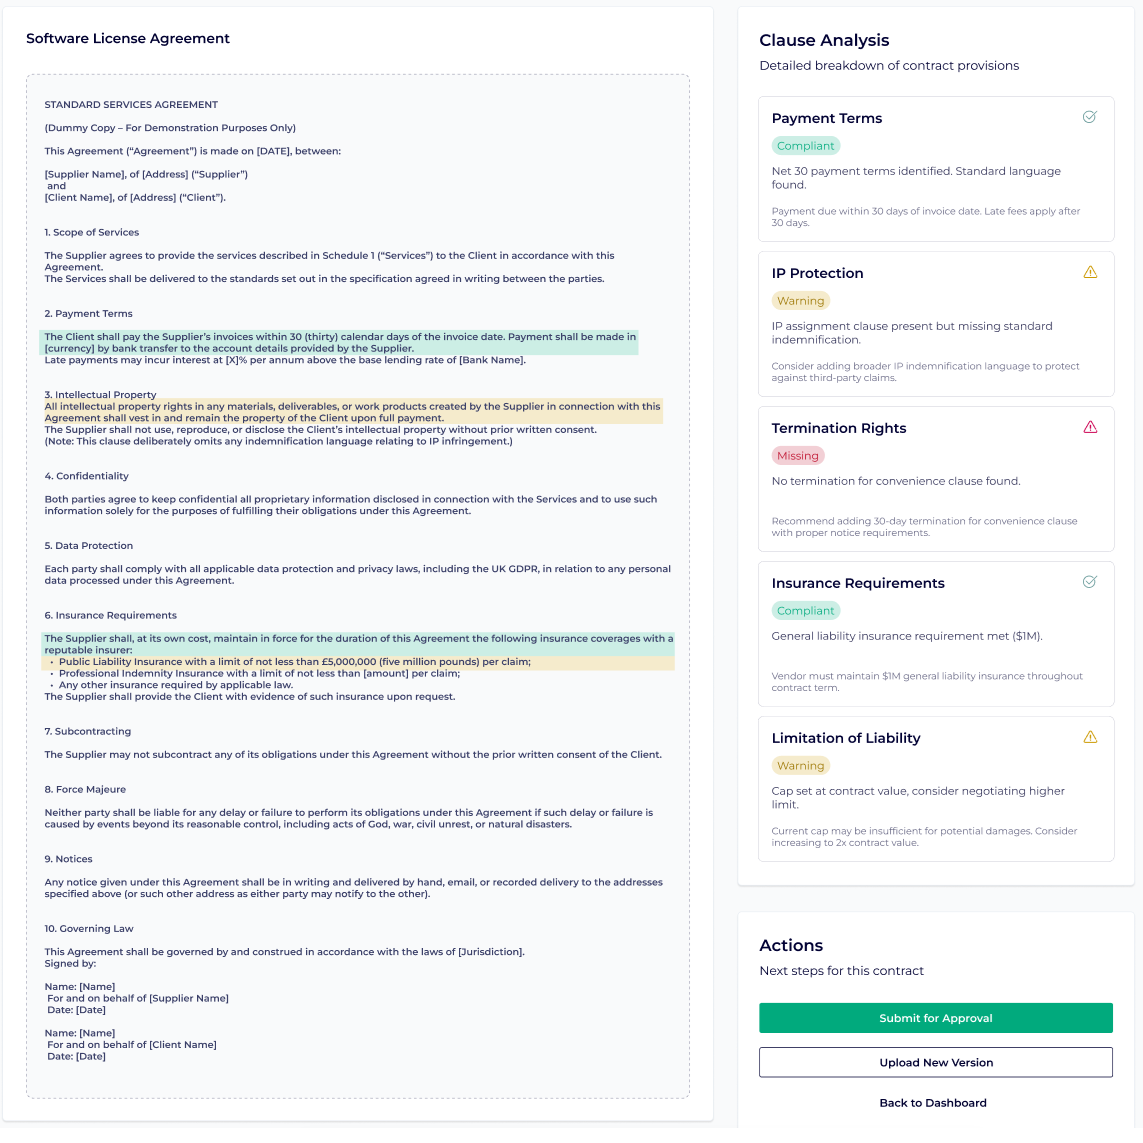 Software License Agreement
STANDARD SERVICES AGREEMENT
(Dummy Copy – For Demonstration Purposes Only)
This Agreement (“Agreement”) is made on [DATE], between:
[Supplier Name], of [Address] (“Supplier”)
and
[Client Name], of [Address] (“Client”).
1. Scope of Services
The Supplier agrees to provide the services described in Schedule 1 (“Services”) to the Client in accordance with this
Agreement.
The Services shall be delivered to the standards set out in the specification agreed in writing between the parties.
2. Payment Terms
The Client shall pay the Supplier’s invoices within 30 (thirty) calendar days of the invoice date. Payment shall be made in
[currency] by bank transfer to the account details provided by the Supplier.
Late payments may incur interest at [X]% per annum above the base lending rate of [Bank Name].
3. Intellectual Property
All intellectual property rights in any materials, deliverables, or work products created by the Supplier in connection with this
Agreement shall vest in and remain the property of the Client upon full payment.
The Supplier shall not use, reproduce, or disclose the Client’s intellectual property without prior written consent.
(Note: This clause deliberately omits any indemnification language relating to IP infringement.)
4. Confidentiality
Both parties agree to keep confidential all proprietary information disclosed in connection with the Services and to use such
information solely for the purposes of fulfilling their obligations under this Agreement.
5. Data Protection
Each party shall comply with all applicable data protection and privacy laws, including the UK GDPR, in relation to any personal
data processed under this Agreement.
6. Insurance Requirements
The Supplier shall, at its own cost, maintain in force for the duration of this Agreement the following insurance coverages with a
reputable insurer:
• Public Liability Insurance with a limit of not less than £5,000,000 (five million pounds) per claim;
• Professional Indemnity Insurance with a limit of not less than [amount] per claim;
• Any other insurance required by applicable law.
The Supplier shall provide the Client with evidence of such insurance upon request.
7. Subcontracting
The Supplier may not subcontract any of its obligations under this Agreement without the prior written consent of the Client.
8. Force Majeure
Neither party shall be liable for any delay or failure to perform its obligations under this Agreement if such delay or failure is
caused by events beyond its reasonable control, including acts of God, war, civil unrest, or natural disasters.
9. Notices
Any notice given under this Agreement shall be in writing and delivered by hand, email, or recorded delivery to the addresses
specified above (or such other address as either party may notify to the other).
10. Governing Law
This Agreement shall be governed by and construed in accordance with the laws of [Jurisdiction].
Signed by:
Name: [Name]
For and on behalf of [Supplier Name]
Date: [Date]
Name: [Name]
For and on behalf of [Client Name]
Date: [Date]
Clause Analysis
Detailed breakdown of contract provisions
Payment Terms
Compliant
Net 30 payment terms identified. Standard language
found.
Payment due within 30 days of invoice date. Late fees apply after
30 days.
IP Protection
Warning
IP assignment clause present but missing standard
indemnification.
Consider adding broader IP indemnification language to protect
against third-party claims.
Termination Rights
Missing
No termination for convenience clause found.
Recommend adding 30-day termination for convenience clause
with proper notice requirements.
Insurance Requirements
Compliant
General liability insurance requirement met ($1M).
Vendor must maintain $1M general liability insurance throughout
contract term.
Limitation of Liability
Warning
Cap set at contract value, consider negotiating higher
limit.
Current cap may be insufficient for potential damages. Consider
increasing to 2x contract value.
Actions
Next steps for this contract
Submit for Approval
Upload New Version
Back to Dashboard